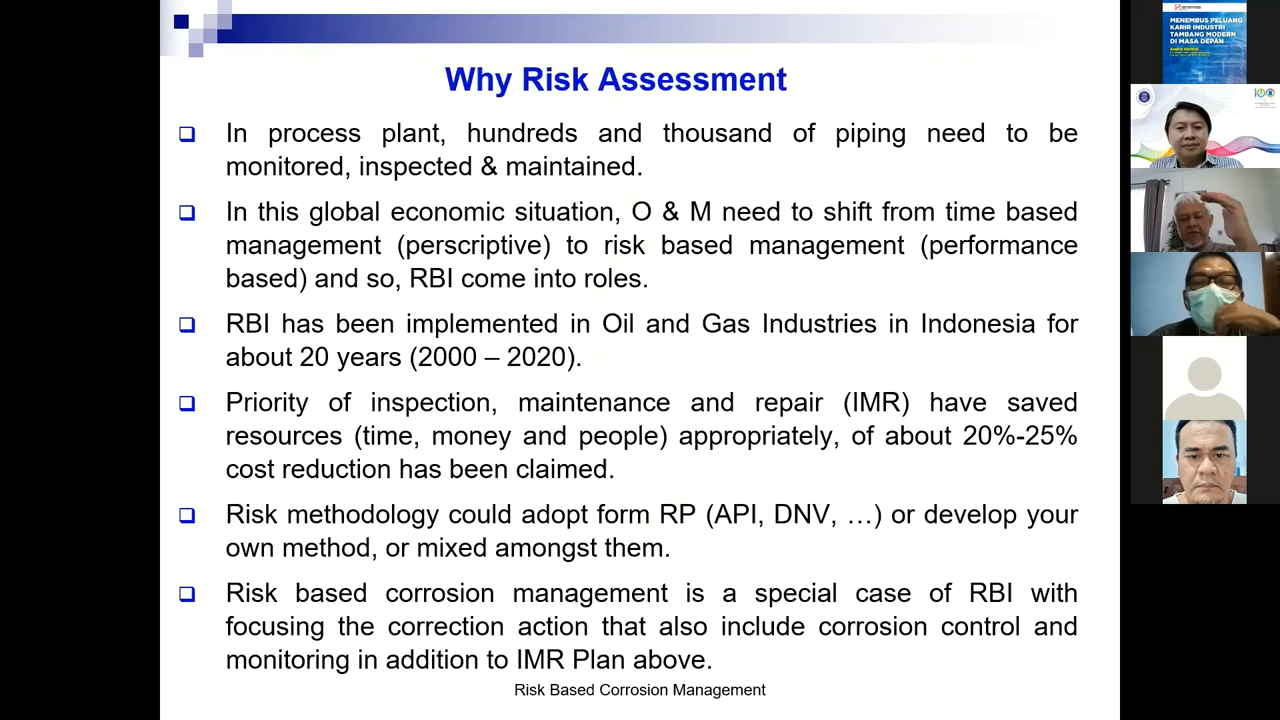 Why Risk Assessment
In process plant, hundreds and thousand of piping need to be
monitored, inspected & maintained.
In this global economic situation, O & M need to shift from time based
management (perscriptive) to risk based management (performance
based) and so, RBI come into roles.
RBI has been implemented in Oil and Gas Industries in Indonesia for
about 20 years (2000 – 2020).
Priority of inspection, maintenance and repair (IMR) have saved
resources (time, money and people) appropriately, of about 20%-25%
cost reduction has been claimed.
Risk methodology could adopt form RP (API, DNV, …) or develop your
own method, or mixed amongst them.
Risk based corrosion management is a special case of RBI with
focusing the correction action that also include corrosion control and
monitoring in addition to IMR Plan above.
Risk Based Corrosion Management
MENEMBUS PELUANG
KARIR INDUSTRI
TAMBANG MODERN
DI MASA DEPAN
100